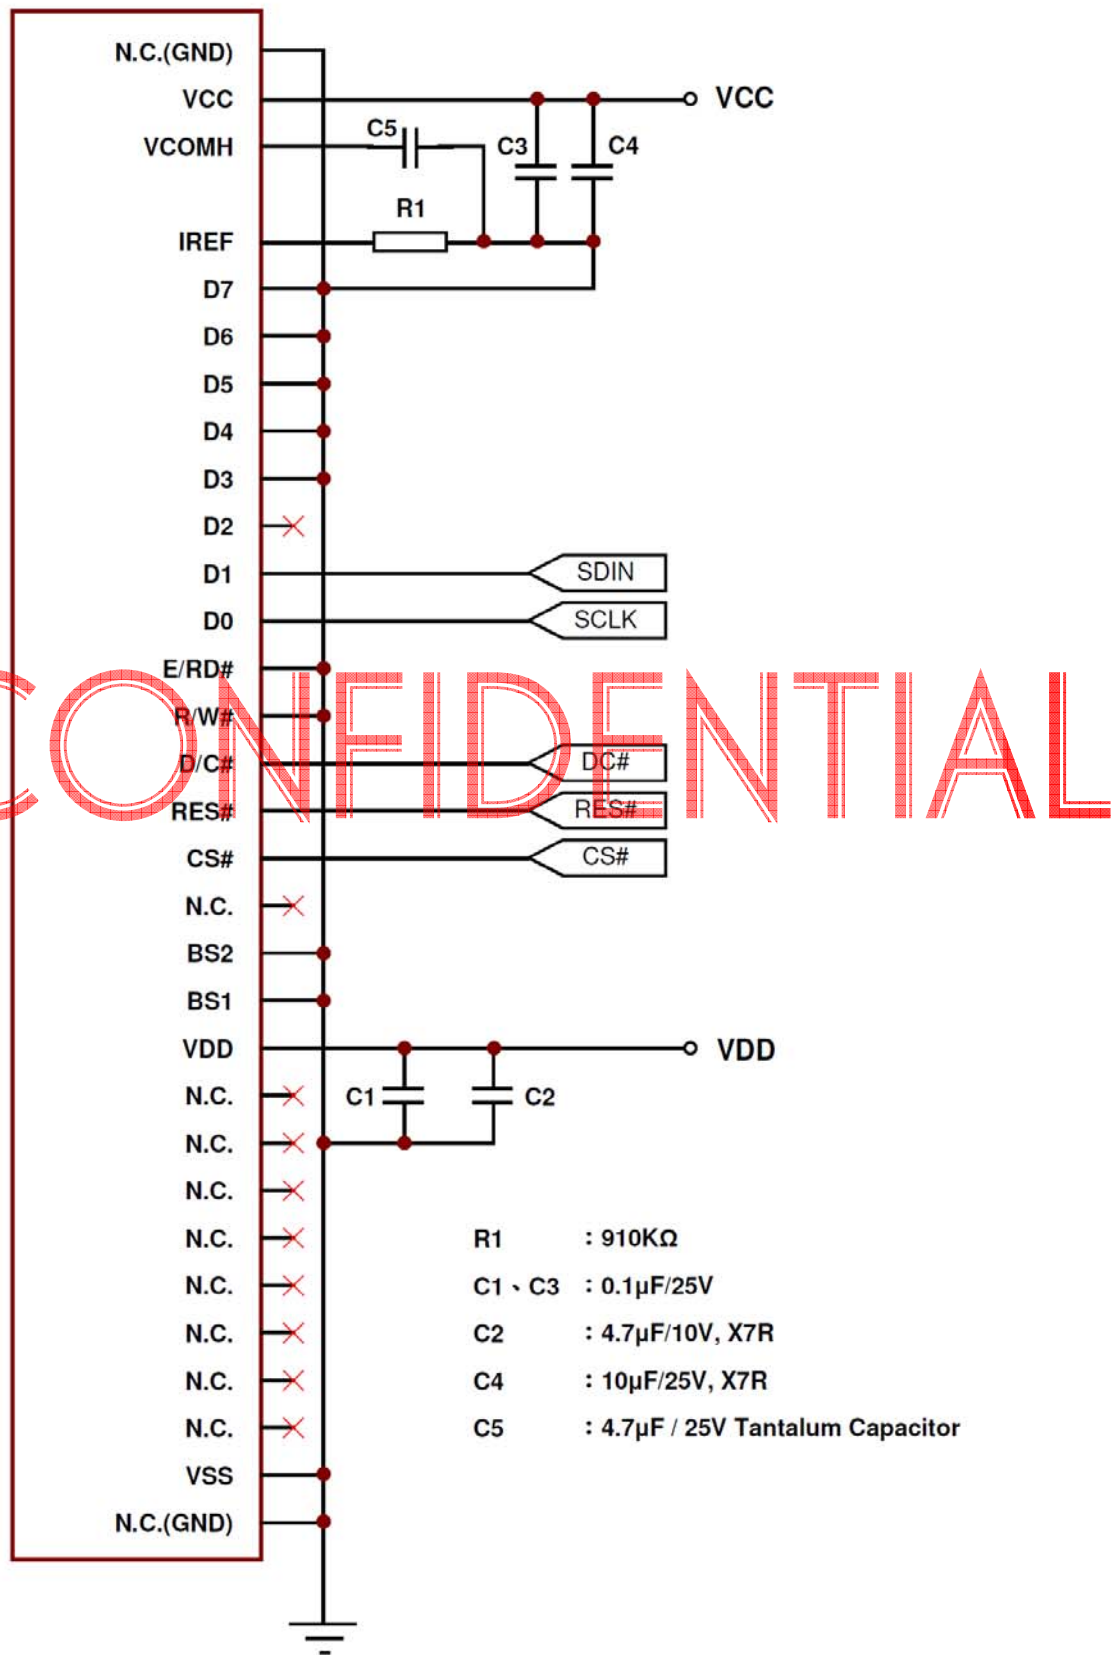 N.C.(GND)
VCC
VCC
C5
VCOMH
C3
C4
R1
IREF
D7
D6
D5
D4
D3
D2
D1
SDIN
D0
SCLK
E/RD#
CONFIDENTIAL
R/W#
D/C#
DC#
RES#
RES#
CS#
CS#
N.C.
BS2
BS1
VDD
VDD
N.C.
C1
C2
N.C.
N.C.
N.C.
R1 : 910KΩ
N.C.
C1、C3 : 0.1μF/25V
N.C.
C2 : 4.7μF/10V, X7R
N.C.
C4 : 10μF/25V, X7R
N.C.
C5 : 4.7μF / 25V Tantalum Capacitor
VSS
N.C.(GND)